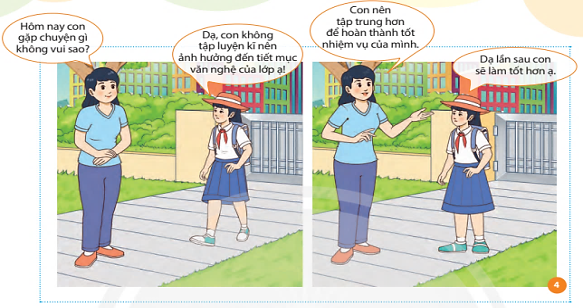 Hôm nay con
gặp chuyện gì
không vui sao?
Dạ, con không
tập luyện kĩ nên
ảnh hưởng đến tiết mục
văn nghệ của lớp ạ!
Con nên
tập trung hơn
để hoàn thành tốt
nhiệm vụ của mình.
Dạ lần sau con
sẽ làm tốt hơn ạ.
4